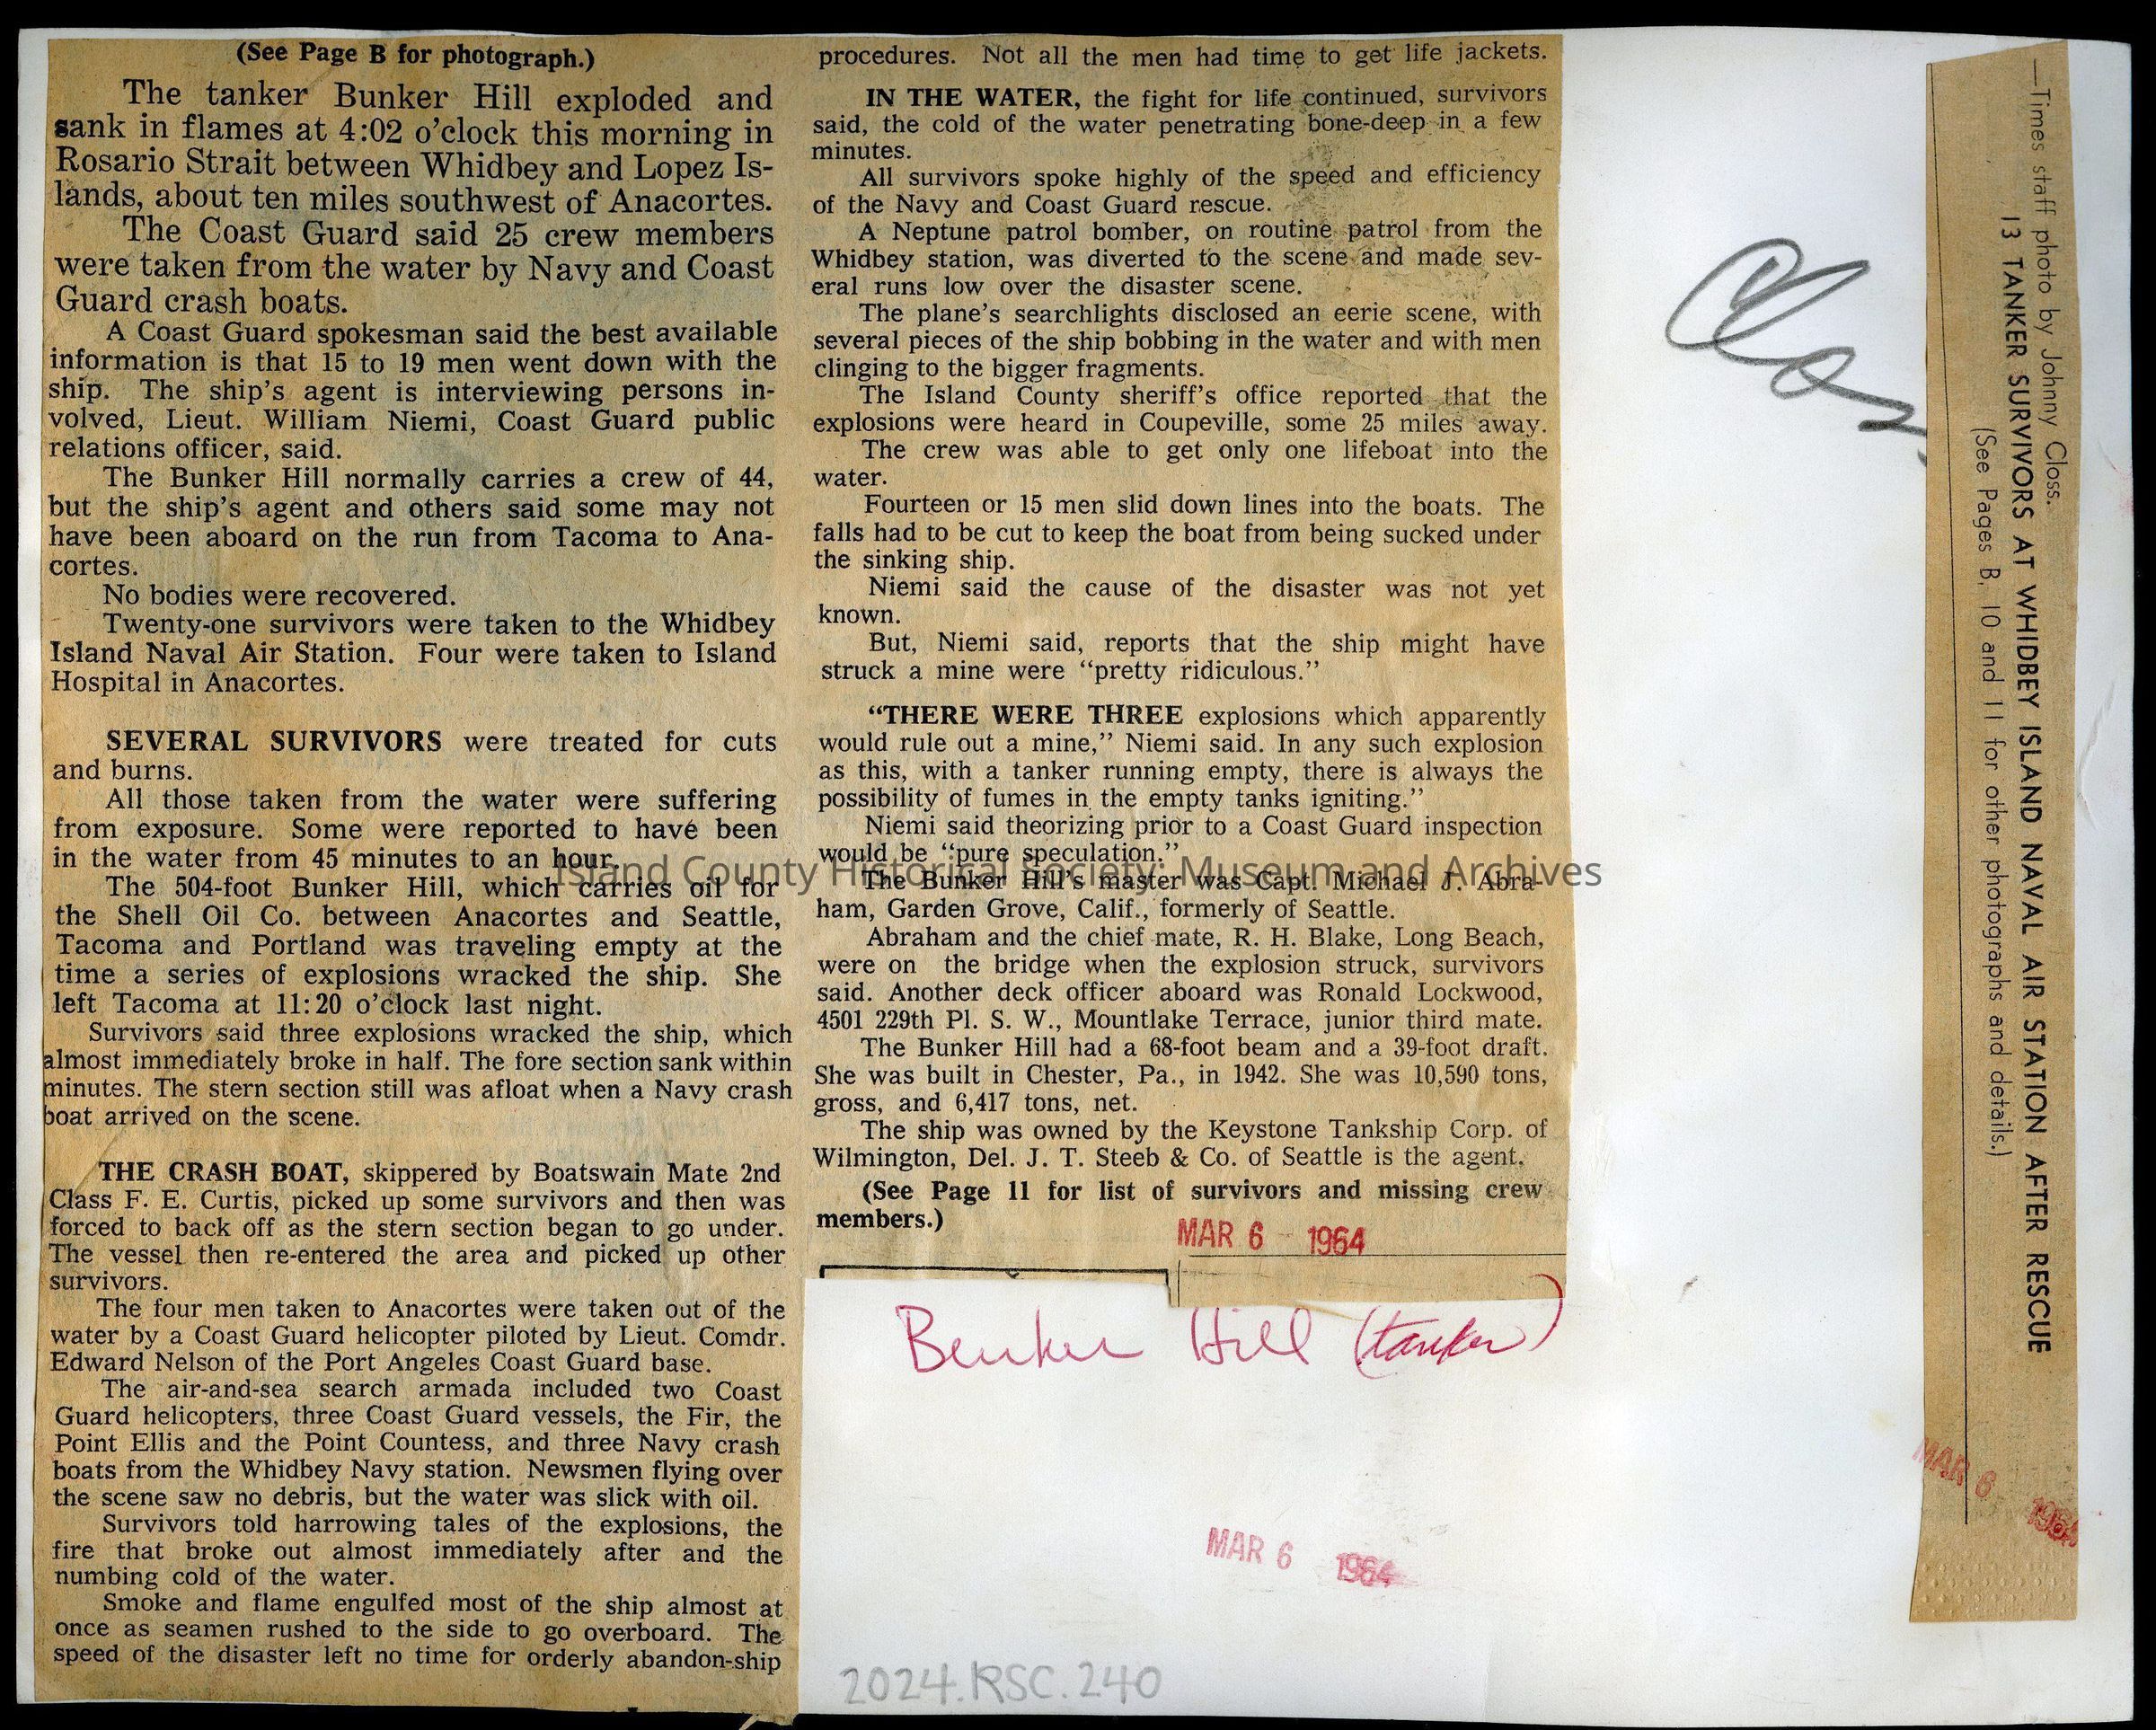 (See Page B for photograph.)
The tanker Bunker Hill exploded and
sank in flames at 4:02 o'clock this morning in
Rosario Strait between Whidbey and Lopez Is-
lands, about ten miles southwest of Anacortes.
The Coast Guard said 25 crew members
were taken from the water by Navy and Coast
Guard crash boats.
A Coast Guard spokesman said the best available
information is that 15 to 19 men went down with the
ship. The ship's agent is interviewing persons in-
volved, Lieut. William Niemi, Coast Guard public
relations officer, said.
The Bunker Hill normally carries a crew of 44,
but the ship's agent and others said some may not
have been aboard on the run from Tacoma to Ana-
cortes.
No bodies were recovered.
Twenty-one survivors were taken to the Whidbey
Island Naval Air Station. Four were taken to Island
Hospital in Anacortes.
SEVERAL SURVIVORS were treated for cuts
and burns.
All those taken from the water were suffering
from exposure. Some were reported to have been
in the water from 45 minutes to an hour.
The 504-foot Bunker Hill, which carries oil for
the Shell Oil Co. between Anacortes and Seattle,
Tacoma and Portland was traveling empty at the
time a series of explosions wracked the ship. She
left Tacoma at 11:20 o'clock last night.
Survivors said three explosions wracked the ship, which
almost immediately broke in half. The fore section sank within
minutes. The stern section still was afloat when a Navy crash
boat arrived on the scene.
THE CRASH BOAT, skippered by Boatswain Mate 2nd
Class F. E. Curtis, picked up some survivors and then was
forced to back off as the stern section began to go under.
The vessel then re-entered the area and picked up other
survivors.
The four men taken to Anacortes were taken out of the
water by a Coast Guard helicopter piloted by Lieut. Comdr.
Edward Nelson of the Port Angeles Coast Guard base.
The air-and-sea search armada included two Coast
Guard helicopters, three Coast Guard vessels, the Fir, the
Point Ellis and the Point Countess, and three Navy crash
boats from the Whidbey Navy station. Newsmen flying over
the scene saw no debris, but the water was slick with oil.
Survivors told harrowing tales of the explosions, the
fire that broke out almost immediately after and the
numbing cold of the water.
Smoke and flame engulfed most of the ship almost at
once as seamen rushed to the side to go overboard. The
speed of the disaster left no time for orderly abandon-ship
procedures. Not all the men had time to get life jackets.
IN THE WATER, the fight for life continued, survivors
said, the cold of the water penetrating bone-deep in a few
minutes.
All survivors spoke highly of the speed and efficiency
of the Navy and Coast Guard rescue.
A Neptune patrol bomber, on routine patrol from the
Whidbey station, was diverted to the scene and made sev-
eral runs low over the disaster scene.
The plane's searchlights disclosed an eerie scene, with
several pieces of the ship bobbing in the water and with men
clinging to the bigger fragments.
The Island County sheriff's office reported that the
explosions were heard in Coupeville, some 25 miles away.
The crew was able to get only one lifeboat into the
water.
Fourteen or 15 men slid down lines into the boats. The
falls had to be cut to keep the boat from being sucked under
the sinking ship.
Niemi said the cause of the disaster was not yet
known.
But, Niemi said, reports that the ship might have
struck a mine were "pretty ridiculous."
"THERE WERE THREE explosions which apparently
would rule out a mine," Niemi said. In any such explosion
as this, with a tanker running empty, there is always the
possibility of fumes in the empty tanks igniting."
Niemi said theorizing prior to a Coast Guard inspection
would be "pure speculation."
The Bunker Hill's master was Capt. Michael J. Abra-
ham, Garden Grove, Calif., formerly of Seattle.
Abraham and the chief mate, R. H. Blake, Long Beach,
were on the bridge when the explosion struck, survivors
said. Another deck officer aboard was Ronald Lockwood,
4501 229th Pl. S. W., Mountlake Terrace, junior third mate.
The Bunker Hill had a 68-foot beam and a 39-foot draft.
She was built in Chester, Pa., in 1942. She was 10,590 tons,
gross, and 6,417 tons, net.
The ship was owned by the Keystone Tankship Corp. of
Wilmington, Del. J. T. Steeb & Co. of Seattle is the agent.
(See Page 11 for list of survivors and missing crew
members.)
MAR 6 1964
Bunker Hill (tanker)
MAR 6 1964
2024.RSC.240
Island County Historical Society: Museum and Archives
Clos
—Times staff photo by Johnny Closs.
13 TANKER SURVIVORS AT WHIDBEY ISLAND NAVAL AIR STATION AFTER RESCUE
(See Pages B, 10 and 11 for other photographs and details.)
MAR 6 1964